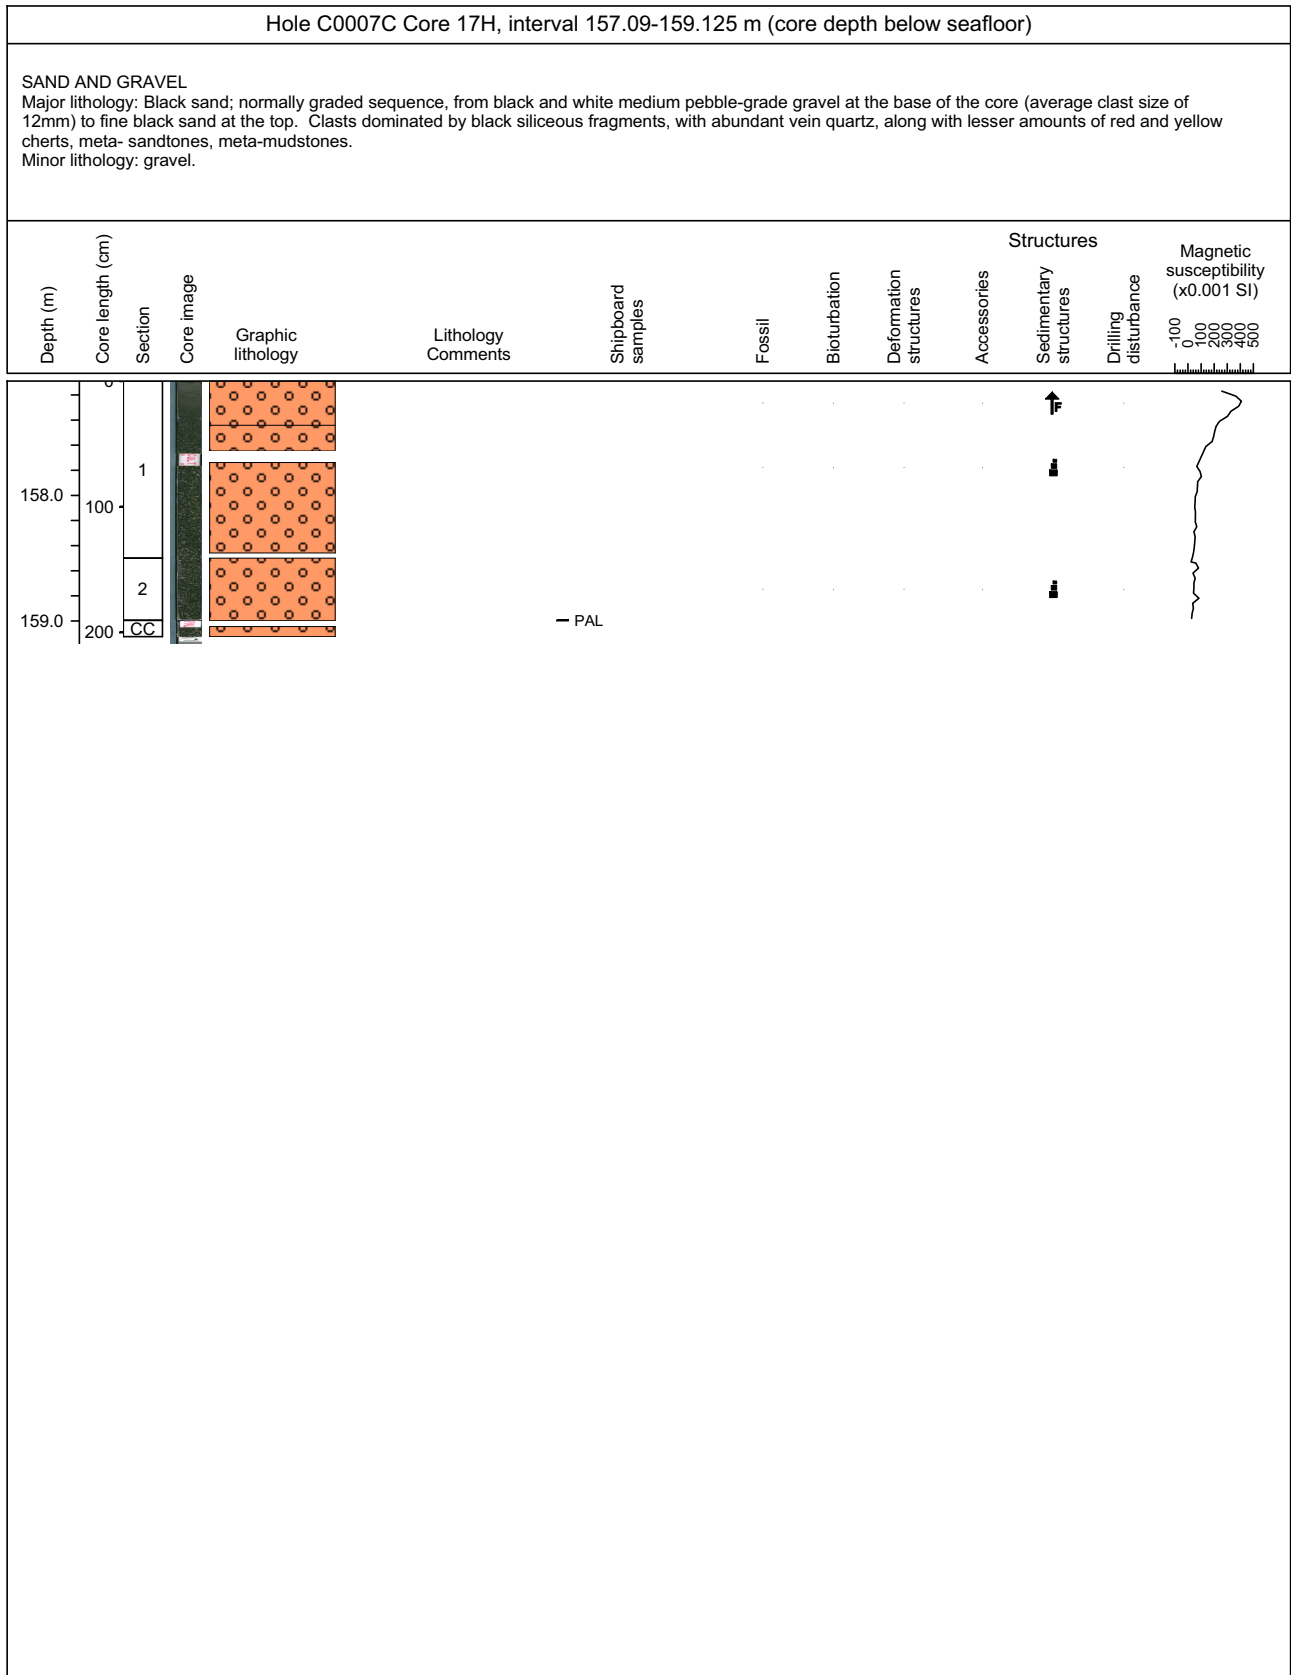 Hole C0007C Core 17H, interval 157.09-159.125 m (core depth below seafloor)
SAND AND GRAVEL
Major lithology: Black sand; normally graded sequence, from black and white medium pebble-grade gravel at the base of the core (average clast size of
12mm) to fine black sand at the top. Clasts dominated by black siliceous fragments, with abundant vein quartz, along with lesser amounts of red and yellow
cherts, meta- sandtones, meta-mudstones.
Minor lithology: gravel.
Depth (m)
Core length (cm)
Section
Core image
Graphic
lithology
Lithology
Comments
Shipboard
samples
Fossil
Bioturbation
Deformation
structures
Accessories
Structures
Sedimentary
structures
Drilling
disturbance
Magnetic
susceptibility
(x0.001 SI)
-100
0
100
200
300
400
500
0
F
1
158.0
100
2
159.0
200
CC
PAL